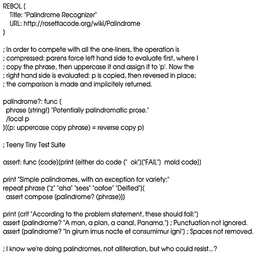 REBOL [
Title: "Palindrome Recognizer"
URL: http://rosettacode.org/wiki/Palindrome
]
; In order to compete with all the one-liners, the operation is
; compressed: parens force left hand side to evaluate first, where I
; copy the phrase, then uppercase it and assign it to 'p'. Now the
; right hand side is evaluated: p is copied, then reversed in place;
; the comparison is made and implicitely returned.
palindrome?: func [
phrase [string!] "Potentially palindromatic prose."
/local p
][(p: uppercase copy phrase) = reverse copy p]
; Teeny Tiny Test Suite
assert: func [code][print [either do code ["  ok"]["FAIL"]  mold code]]
print "Simple palindromes, with an exception for variety:"
repeat phrase ["z" "aha" "sees" "oofoe" "Deified"][
assert compose [palindrome? (phrase)]]
print [crlf "According to the problem statement, these should fail:"]
assert [palindrome? "A man, a plan, a canal, Panama."] ; Punctuation not ignored.
assert [palindrome? "In girum imus nocte et consumimur igni"] ; Spaces not removed.
; I know we're doing palindromes, not alliteration, but who could resist...?